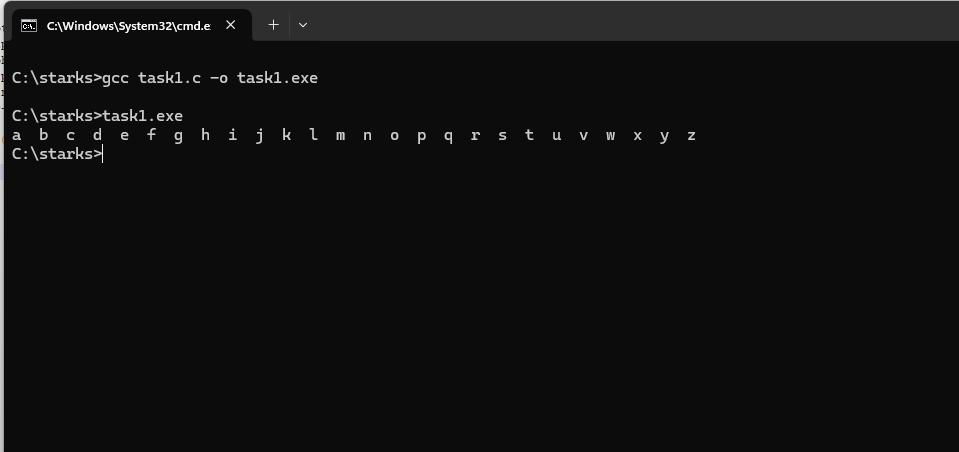 C:\Windows\System32\cmd.e
C:\starks>gcc task1.c -o task1.exe
C:\starks>task1.exe
a  b  c  d  e  f  g  h  i  j  k  l  m  n  o  p  q  r  s  t  u  v  w  x  y  z
C:\starks>